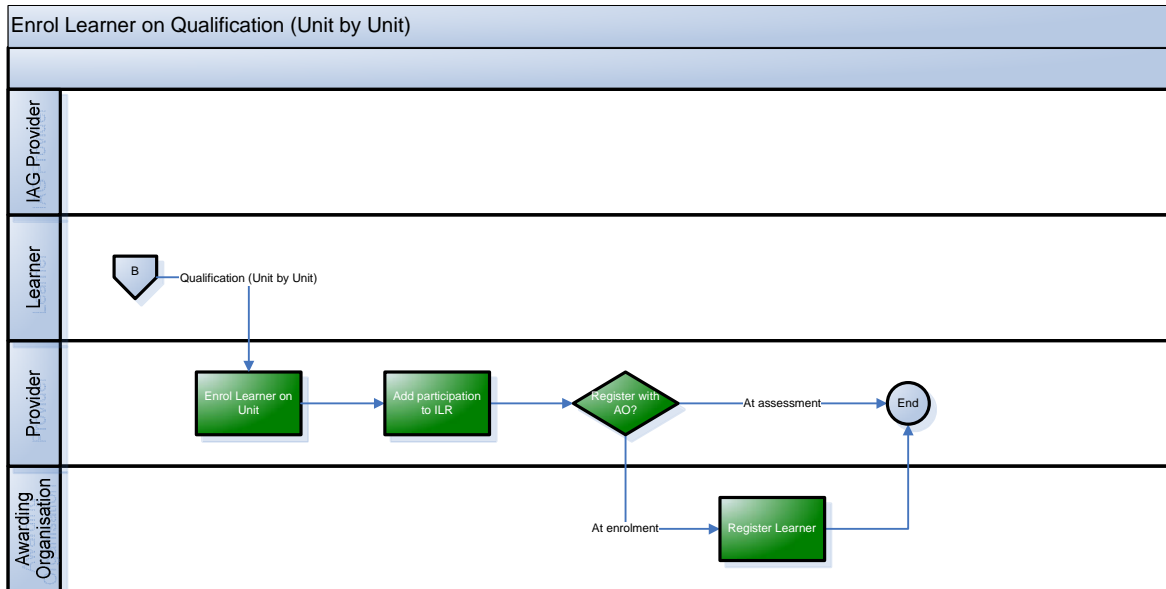 Enrol Learner on Qualification (Unit by Unit)
IAG Provider
Learner
B
Qualification (Unit by Unit)
Provider
Enrol Learner on
Unit
Add participation
to ILR
Register with
AO?
At assessment
End
Awarding
Organisation
At enrolment
Register Learner